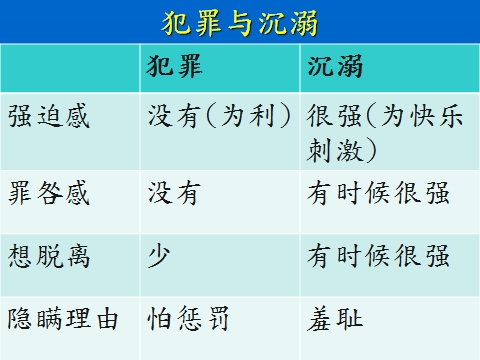 犯罪与沉溺
犯罪 沉溺
强迫感 没有(为利) 很强(为快乐
刺激)
罪咎感 没有 有时候很强
想脱离 少 有时候很强
隐瞒理由 怕惩罚 羞耻